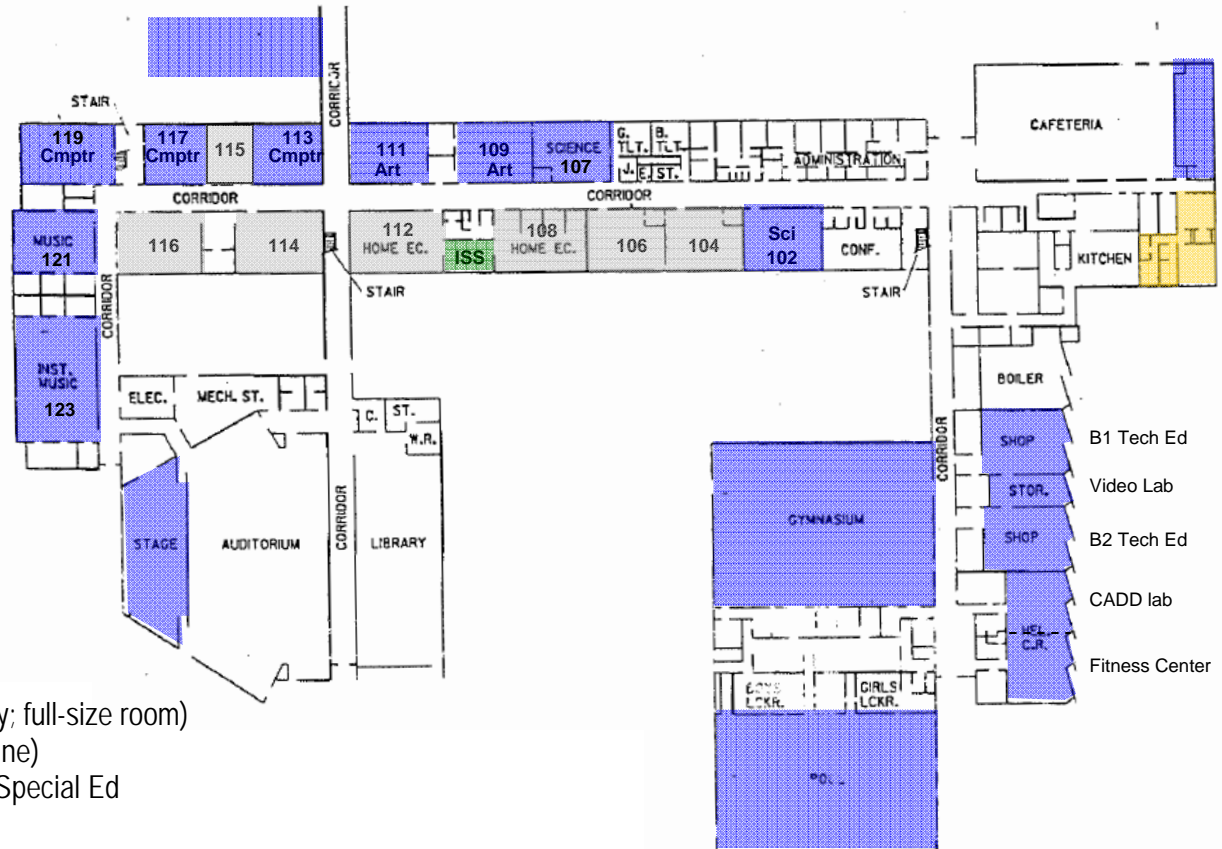 CORRIDOR
STAIR
119
Cmptr
117
Cmptr
115
113
Cmptr
111
Art
109
Art
SCIENCE
107
G.
TLT.
B.
TLT
J.
E.
ST.
ADMINISTRATION
CAFETERIA
CORRIDOR
CORRIDOR
MUSIC
121
116
114
112
HOME EC.
ISS
108
HOME EC.
106
104
Sci
102
CONF.
KITCHEN
STAIR
STAIR
CORRIDOR
INST.
MUSIC
123
ELEC.
MECH. ST.
C.
ST.
W.R.
BOILER
CORRIDOR
SHOP
B1 Tech Ed
STOR.
Video Lab
GYMNASIUM
SHOP
B2 Tech Ed
STAGE
AUDITORIUM
CORRIDOR
LIBRARY
CADD lab
C.R.
Fitness Center
BOYS
LCKR.
GIRLS
LCKR.
y; full-size room)
ne)
Special Ed